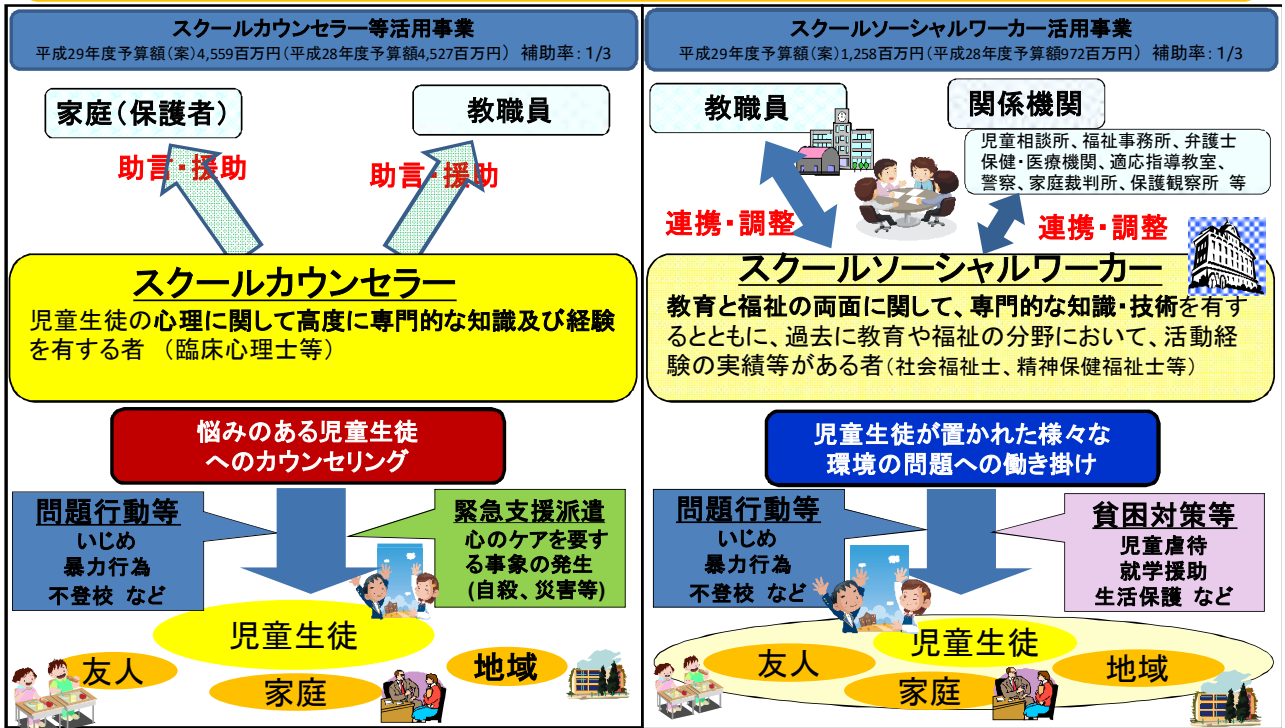 スクールカウンセラー等活用事業
平成29年度予算額(案)4,559百万円(平成28年度予算額4,527百万円) 補助率：1/3
家庭(保護者)
教職員
助言・援助
助言・援助
スクールカウンセラー
児童生徒の心理に関して高度に専門的な知識及び経験
を有する者 （臨床心理士等）
悩みのある児童生徒
へのカウンセリング
問題行動等
いじめ
暴力行為
不登校 など
緊急支援派遣
心のケアを要す
る事象の発生
(自殺、災害等)
児童生徒
友人
家庭
地域
スクールソーシャルワーカー活用事業
平成29年度予算額(案)1,258百万円(平成28年度予算額972百万円) 補助率：1/3
教職員
関係機関
児童相談所、福祉事務所、弁護士
保健・医療機関、適応指導教室、
警察、家庭裁判所、保護観察所 等
連携・調整
連携・調整
スクールソーシャルワーカー
教育と福祉の両面に関して、専門的な知識・技術を有す
るとともに、過去に教育や福祉の分野において、活動経
験の実績等がある者(社会福祉士、精神保健福祉士等)
児童生徒が置かれた様々な
環境の問題への働き掛け
問題行動等
いじめ
暴力行為
不登校 など
貧困対策等
児童虐待
就学援助
生活保護 など
児童生徒
友人
家庭
地域